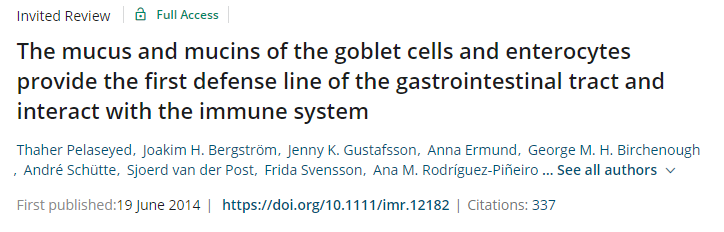 Invited Review | Full Access
The mucus and mucins of the goblet cells and enterocytes
provide the first defense line of the gastrointestinal tract and
interact with the immune system
Thaher Pelaseyed, Joakim H. Bergström, Jenny K. Gustafsson, Anna Ermund, George M. H. Birchenough
, André Schütte, Sjoerd van der Post, Frida Svensson, Ana M. Rodríguez-Piñeiro ... See all authors
First published:19 June 2014 | https://doi.org/10.1111/imr.12182 | Citations: 337